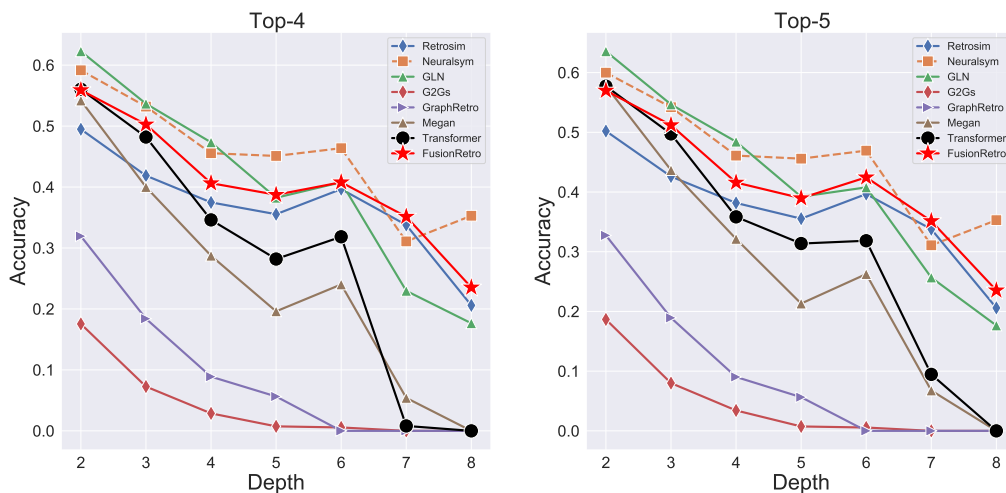 Top-4
Retrosim
Neuralsym
GLN
G2Gs
GraphRetro
Megan
Transformer
FusionRetro
0.6
0.5
0.4
0.3
0.2
0.1
0.0
Accuracy
2 3 4 5 6 7 8
Depth
Top-5
Retrosim
Neuralsym
GLN
G2Gs
GraphRetro
Megan
Transformer
FusionRetro
0.6
0.5
0.4
0.3
0.2
0.1
0.0
Accuracy
2 3 4 5 6 7 8
Depth